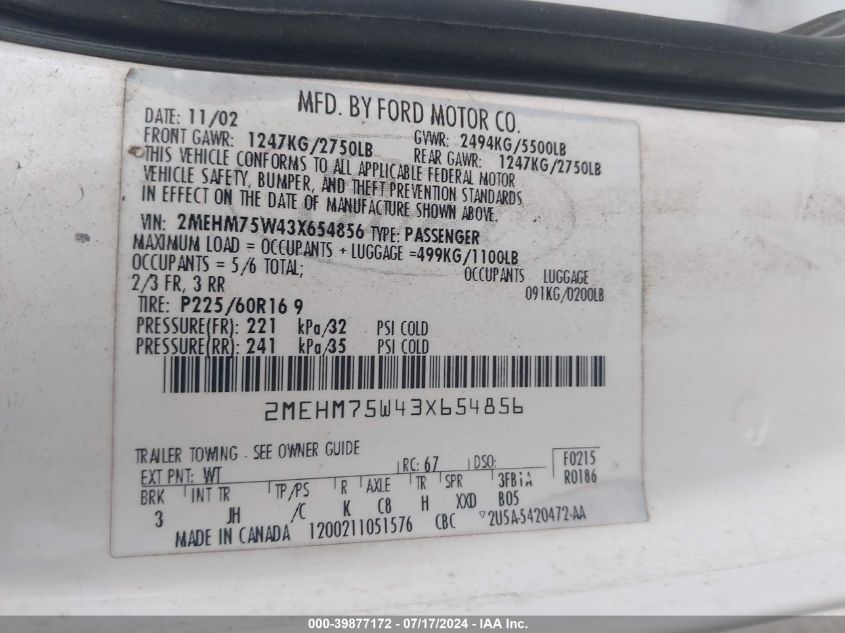 MFD. BY FORD MOTOR CO.
DATE: 11/02 GVWR: 2494KG/5500LB
FRONT GAWR: 1247KG/2750LB REAR GAWR: 1247KG/2750LB
THIS VEHICLE CONFORMS TO ALL APPLICABLE FEDERAL MOTOR
VEHICLE SAFETY, BUMPER, AND THEFT PREVENTION STANDARDS
IN EFFECT ON THE DATE OF MANUFACTURE SHOWN ABOVE.
VIN: 2MEHM75W43X654856 TYPE: PASSENGER
MAXIMUM LOAD = OCCUPANTS + LUGGAGE =499KG/1100LB
OCCUPANTS = 5/6 TOTAL; OCCUPANTS LUGGAGE
2/3 FR, 3 RR 091KG/0200LB
TIRE: P225/60R16 9
PRESSURE(FR): 221 kPa/32 PSI COLD
PRESSURE(RR): 241 kPa/35 PSI COLD
2MEHM75W43X654856
TRAILER TOWING - SEE OWNER GUIDE
EXT PNT: WT RC: 67 DSO: F0215
BRK INT TR TP/PS R AXLE TR SPR 3FB1A R0186
3 JH /C K C8 H XXD B05
MADE IN CANADA 1200211051576 CBC 2U5A-5420472-AA
000-39877172 - 07/17/2024 - IAA Inc.